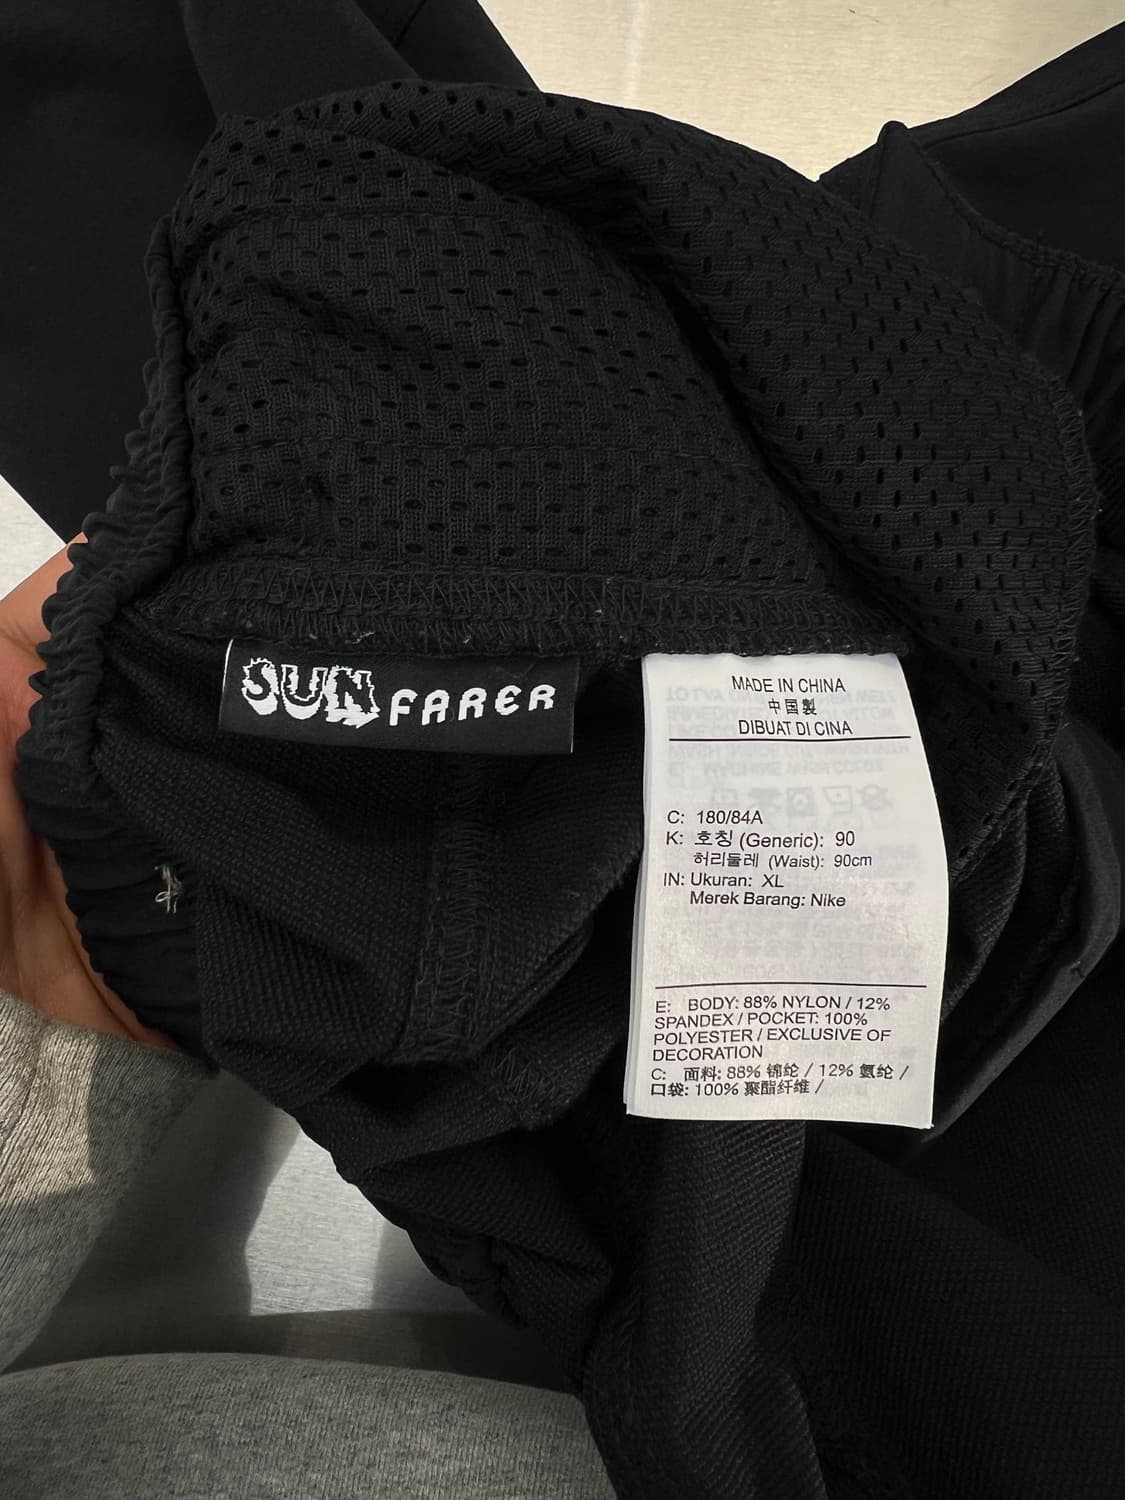 SUN FARER
MADE IN CHINA
中国製
DIBUAT DI CINA
C: 180/84A
K: 호칭 (Generic): 90
허리둘레 (Waist): 90cm
IN: Ukuran: XL
Merek Barang: Nike
E: BODY: 88% NYLON / 12%
SPANDEX / POCKET: 100%
POLYESTER / EXCLUSIVE OF
DECORATION
C: 面料: 88% 锦纶 / 12% 氨纶 /
口袋: 100% 聚酯纤维 /